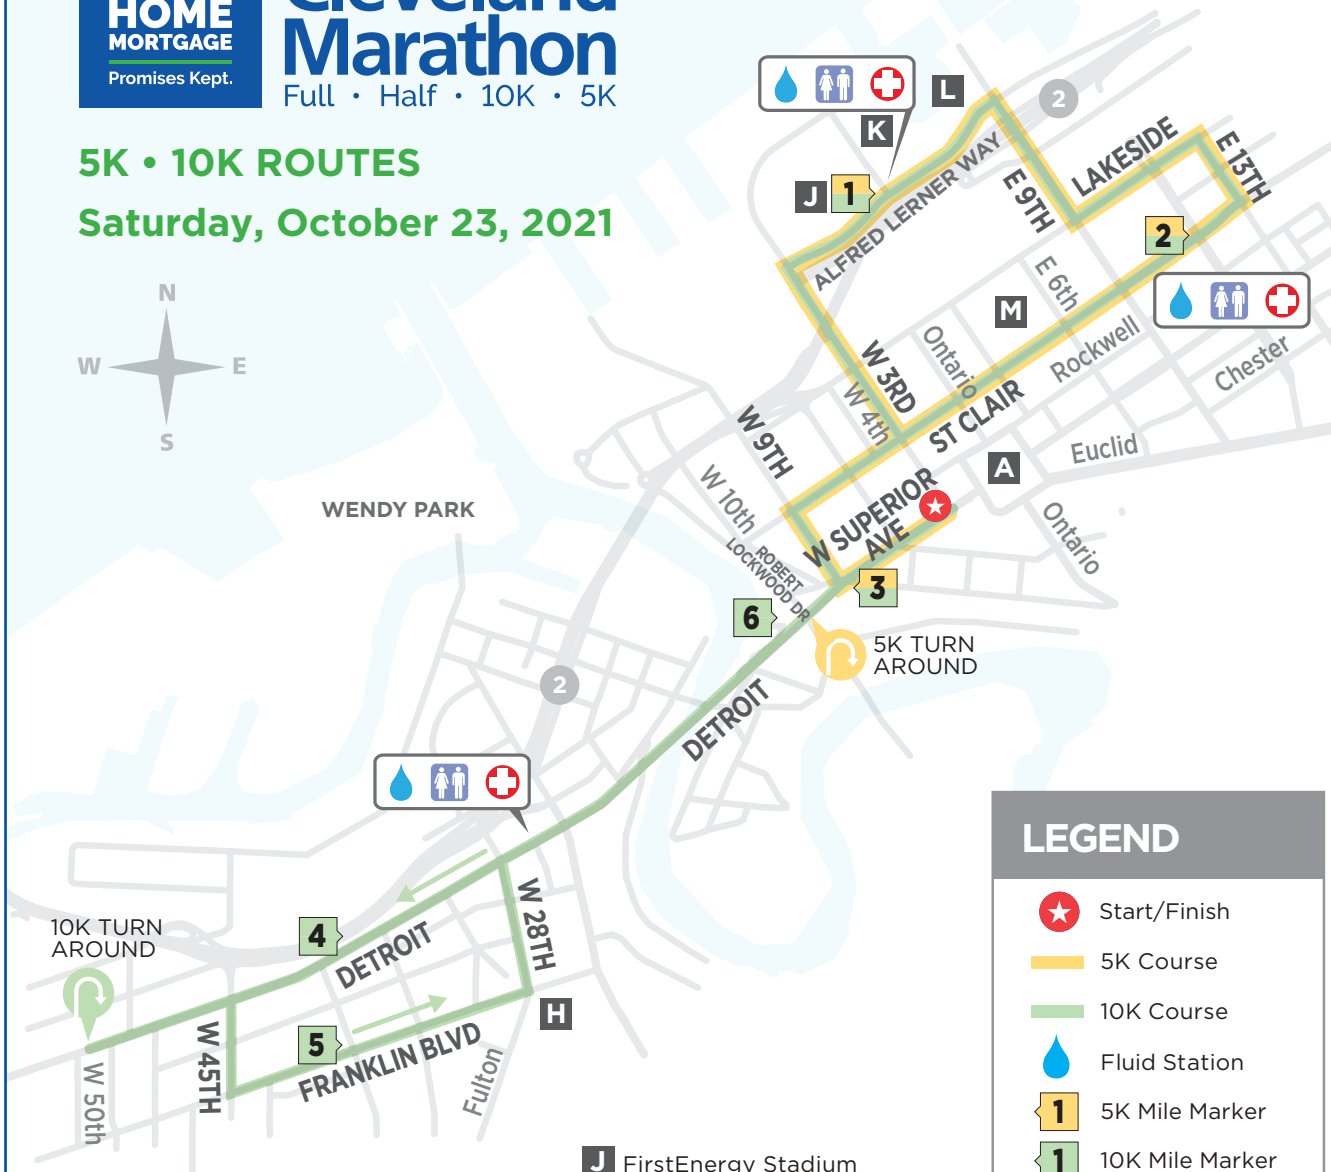 HOME
MORTGAGE
Promises Kept.
Cleveland
Marathon
Full • Half • 10K • 5K
5K • 10K ROUTES
Saturday, October 23, 2021
N
W
E
S
L
K
J
1
2
ALFRED LERNER WAY
E 9TH
LAKESIDE
E 13TH
2
E 6th
M
Ontario
Rockwell
Chester
W 3RD
W 4th
ST CLAIR
Euclid
A
W 9TH
W 10th
W SUPERIOR
AVE
Ontario
ROBERT
LOCKWOOD DR
3
6
5K TURN
AROUND
WENDY PARK
2
DETROIT
10K TURN
AROUND
4
DETROIT
W 28TH
H
5
FRANKLIN BLVD
W 45TH
W 50th
Fulton
J FirstEnergy Stadium
LEGEND
Start/Finish
5K Course
10K Course
Fluid Station
1 5K Mile Marker
1 10K Mile Marker